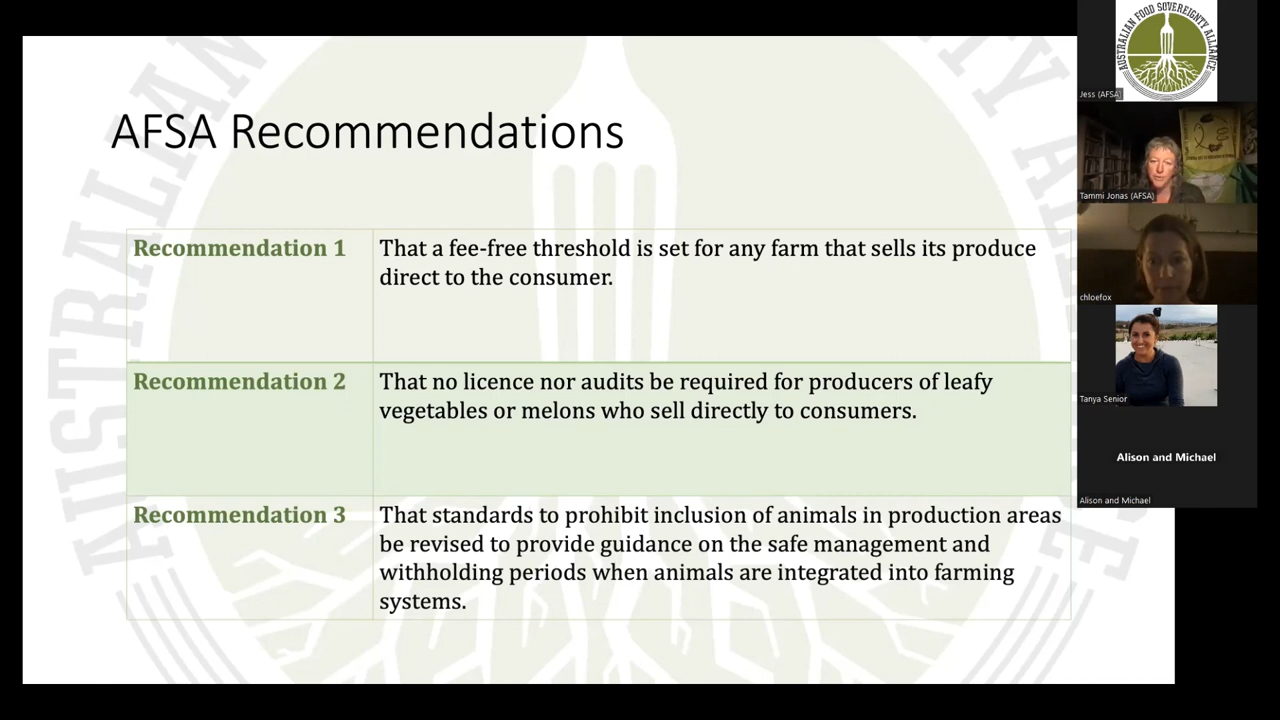 AFSA Recommendations
Recommendation 1
That a fee-free threshold is set for any farm that sells its produce
direct to the consumer.
Recommendation 2
That no licence nor audits be required for producers of leafy
vegetables or melons who sell directly to consumers.
Recommendation 3
That standards to prohibit inclusion of animals in production areas
be revised to provide guidance on the safe management and
withholding periods when animals are integrated into farming
systems.
AUSTRALIAN FOOD SOVEREIGNTY ALLIANCE
Jess (AFSA)
Tammi Jonas (AFSA)
chloefox
Tanya Senior
Alison and Michael
Alison and Michael